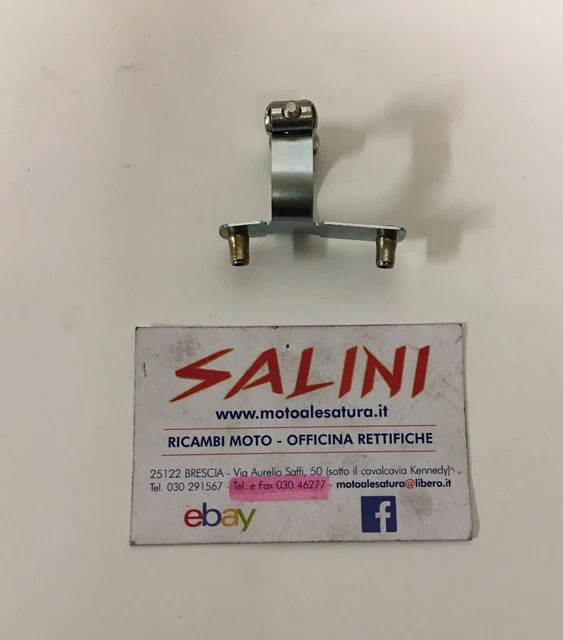 SALINI
www.motoalesatura.it
RICAMBI MOTO - OFFICINA RETTIFICHE
25122 BRESCIA - Via Aurelio Saffi, 50 (sotto il cavalcavia Kennedy)
Tel. 030 291567 - Tel. e Fax 030 46277 - motoalesatura@libero.it
ebay f